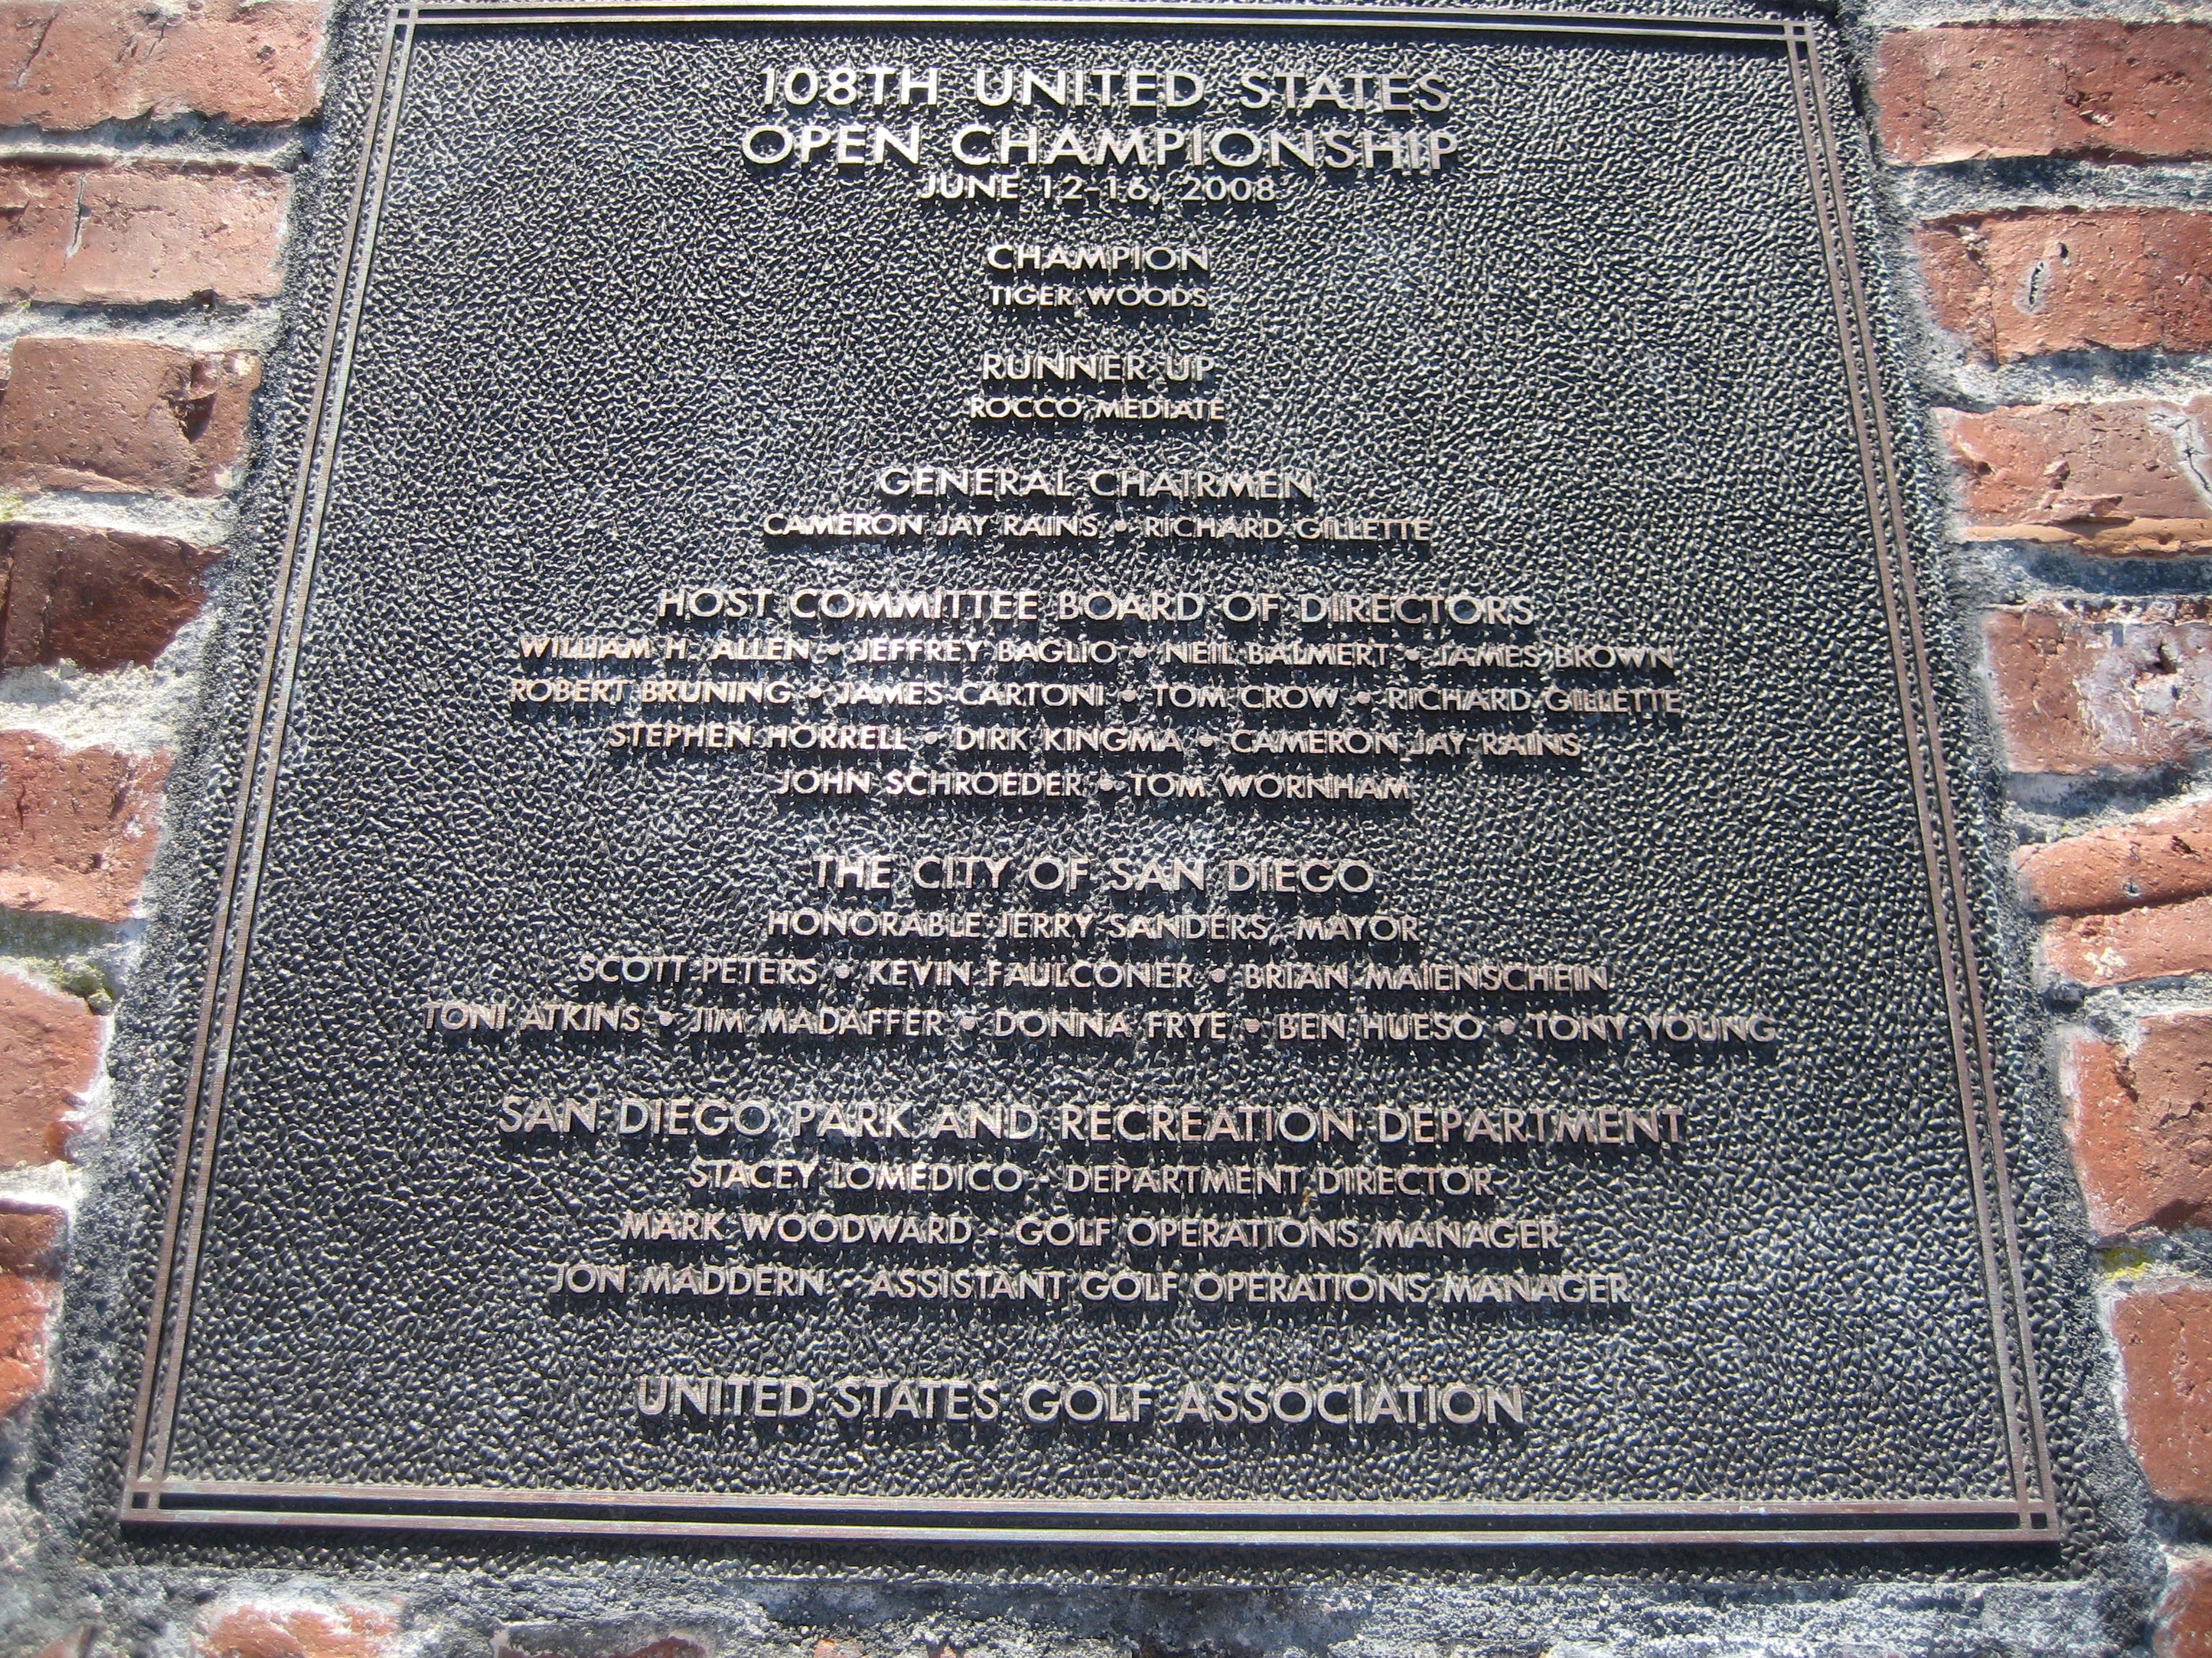 108TH UNITED STATES
OPEN CHAMPIONSHIP
JUNE 12-16, 2008
CHAMPION
TIGER WOODS
RUNNER UP
ROCCO MEDIATE
GENERAL CHAIRMEN
CAMERON JAY RAINS • RICHARD GILLETTE
HOST COMMITTEE BOARD OF DIRECTORS
WILLIAM H. ALLEN • JEFFREY BAGLIO • NEIL BALMERT • JAMES BROWN
ROBERT BRUNING • JAMES CARTONI • TOM CROW • RICHARD GILLETTE
STEPHEN HORRELL • DIRK KINGMA • CAMERON JAY RAINS
JOHN SCHROEDER • TOM WORNHAM
THE CITY OF SAN DIEGO
HONORABLE JERRY SANDERS, MAYOR
SCOTT PETERS • KEVIN FAULCONER • BRIAN MAIENSCHEIN
TONI ATKINS • JIM MADAFFER • DONNA FRYE • BEN HUESO • TONY YOUNG
SAN DIEGO PARK AND RECREATION DEPARTMENT
STACEY LOMEDICO - DEPARTMENT DIRECTOR
MARK WOODWARD - GOLF OPERATIONS MANAGER
JON MADDERN - ASSISTANT GOLF OPERATIONS MANAGER
UNITED STATES GOLF ASSOCIATION